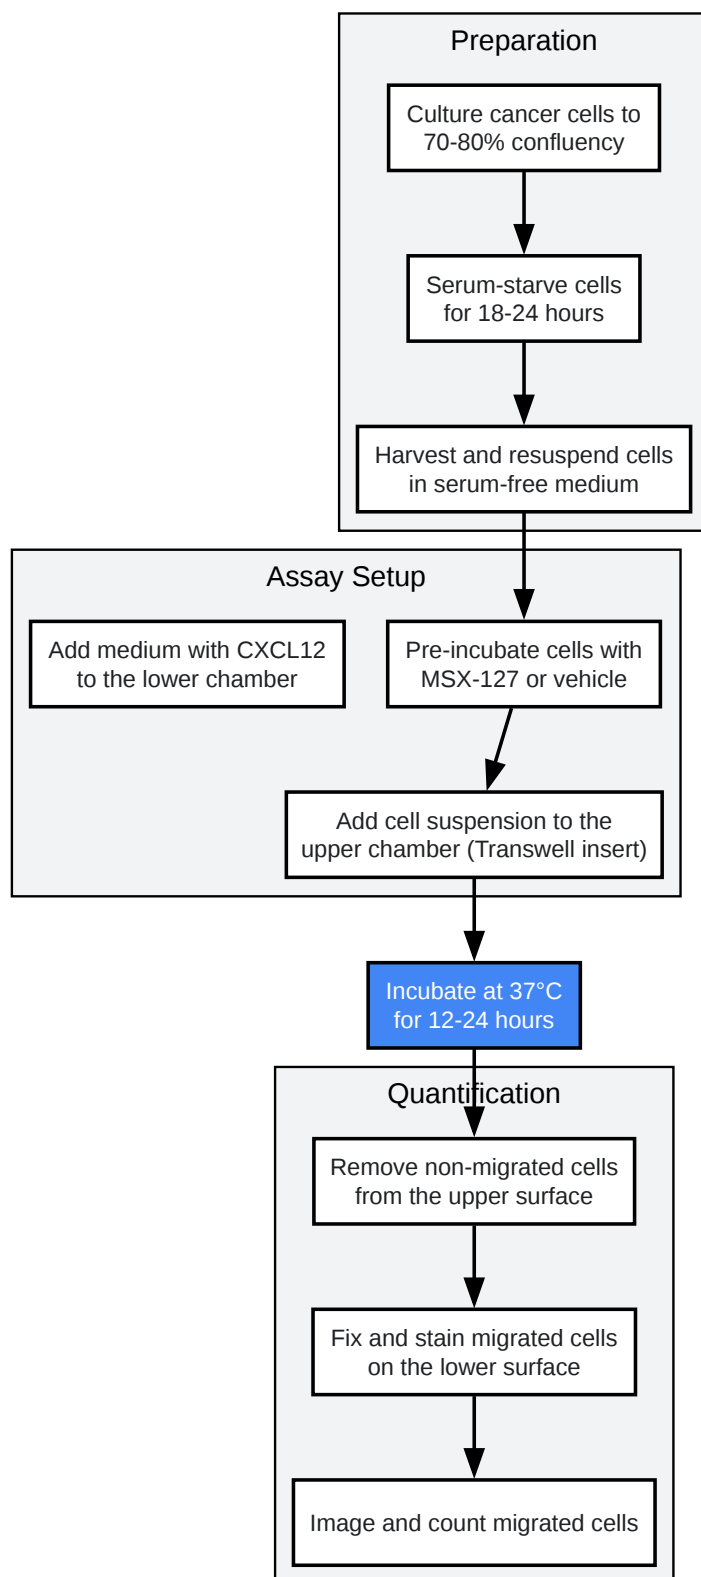 Preparation
Culture cancer cells to
70-80% confluency
Serum-starve cells
for 18-24 hours
Harvest and resuspend cells
in serum-free medium
Assay Setup
Add medium with CXCL12
to the lower chamber
Pre-incubate cells with
MSX-127 or vehicle
Add cell suspension to the
upper chamber (Transwell insert)
Incubate at 37°C
for 12-24 hours
Quantification
Remove non-migrated cells
from the upper surface
Fix and stain migrated cells
on the lower surface
Image and count migrated cells